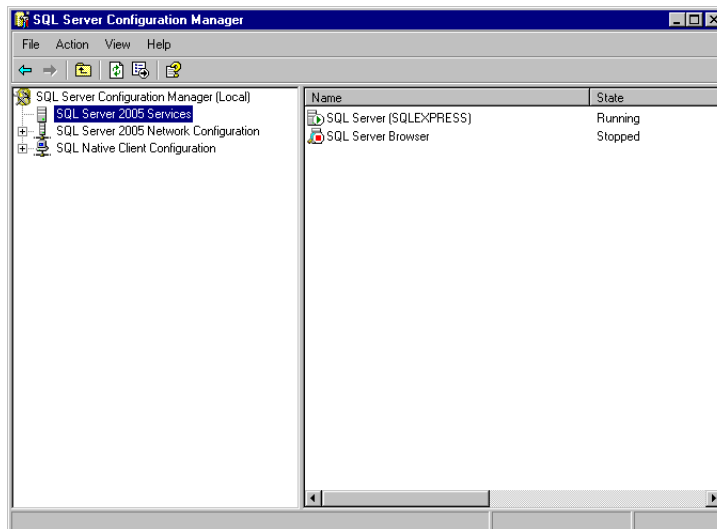 SQL Server Configuration Manager
File Action View Help
SQL Server Configuration Manager (Local)
SQL Server 2005 Services
SQL Server 2005 Network Configuration
SQL Native Client Configuration
Name State
SQL Server (SQLEXPRESS) Running
SQL Server Browser Stopped